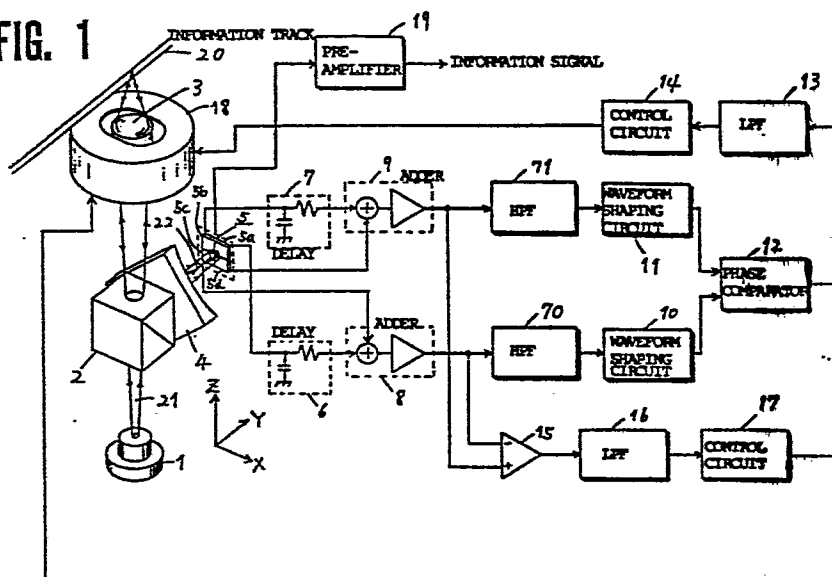 FIG. 1
INFORMATION TRACK
20
3
18
19
PRE-
AMPLIFIER
INFORMATION SIGNAL
14
CONTROL
CIRCUIT
13
LPF
7
DELAY
9
ADDER
71
HPF
WAVEFORM
SHAPING
CIRCUIT
11
12
PHASE
COMPARATOR
5b
5c
5
5a
22
5d
DELAY
6
ADDER
8
70
HPF
10
WAVEFORM
SHAPING
CIRCUIT
2
4
21
Z
Y
X
1
15
-
+
16
LPF
17
CONTROL
CIRCUIT